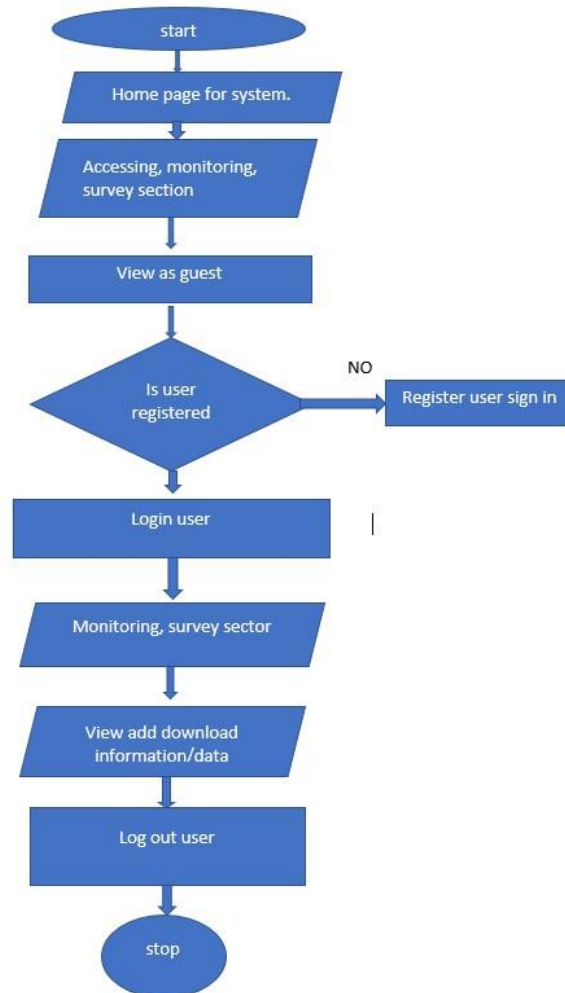 start
Home page for system.
Accessing, monitoring,
survey section
View as guest
Is user
registered
NO
Register user sign in
Login user
Monitoring, survey sector
View add download
information/data
Log out user
stop